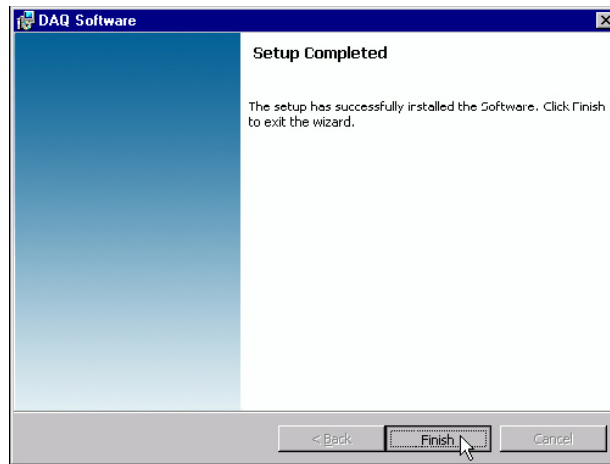 DAQ Software
Setup Completed
The setup has successfully installed the Software. Click Finish
to exit the wizard.
< Back
Finish
Cancel